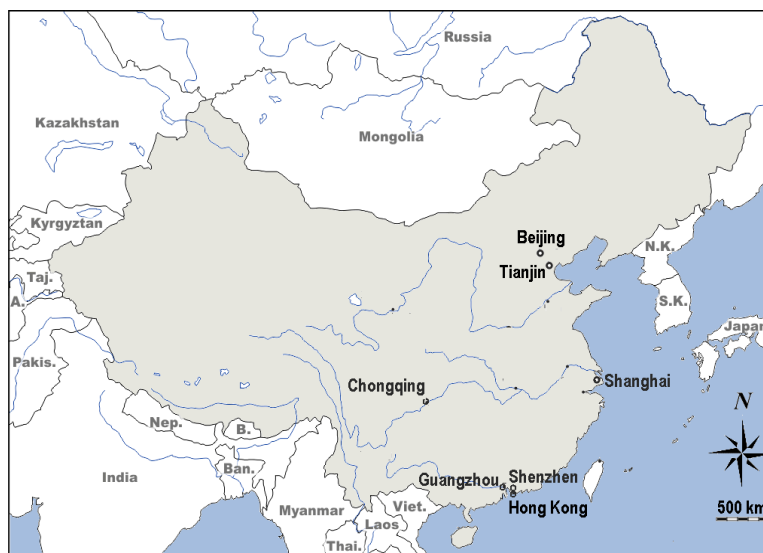 Russia
Kazakhstan
Mongolia
Kyrgyztan
Beijing
N.K.
Tianjin
Taj.
A.
S.K.
Japan
Pakis.
Chongqing
Shanghai
Nep.
B.
N
Ban.
India
Guangzhou
Shenzhen
Hong Kong
Myanmar
Viet.
Laos
Thai.
500 km